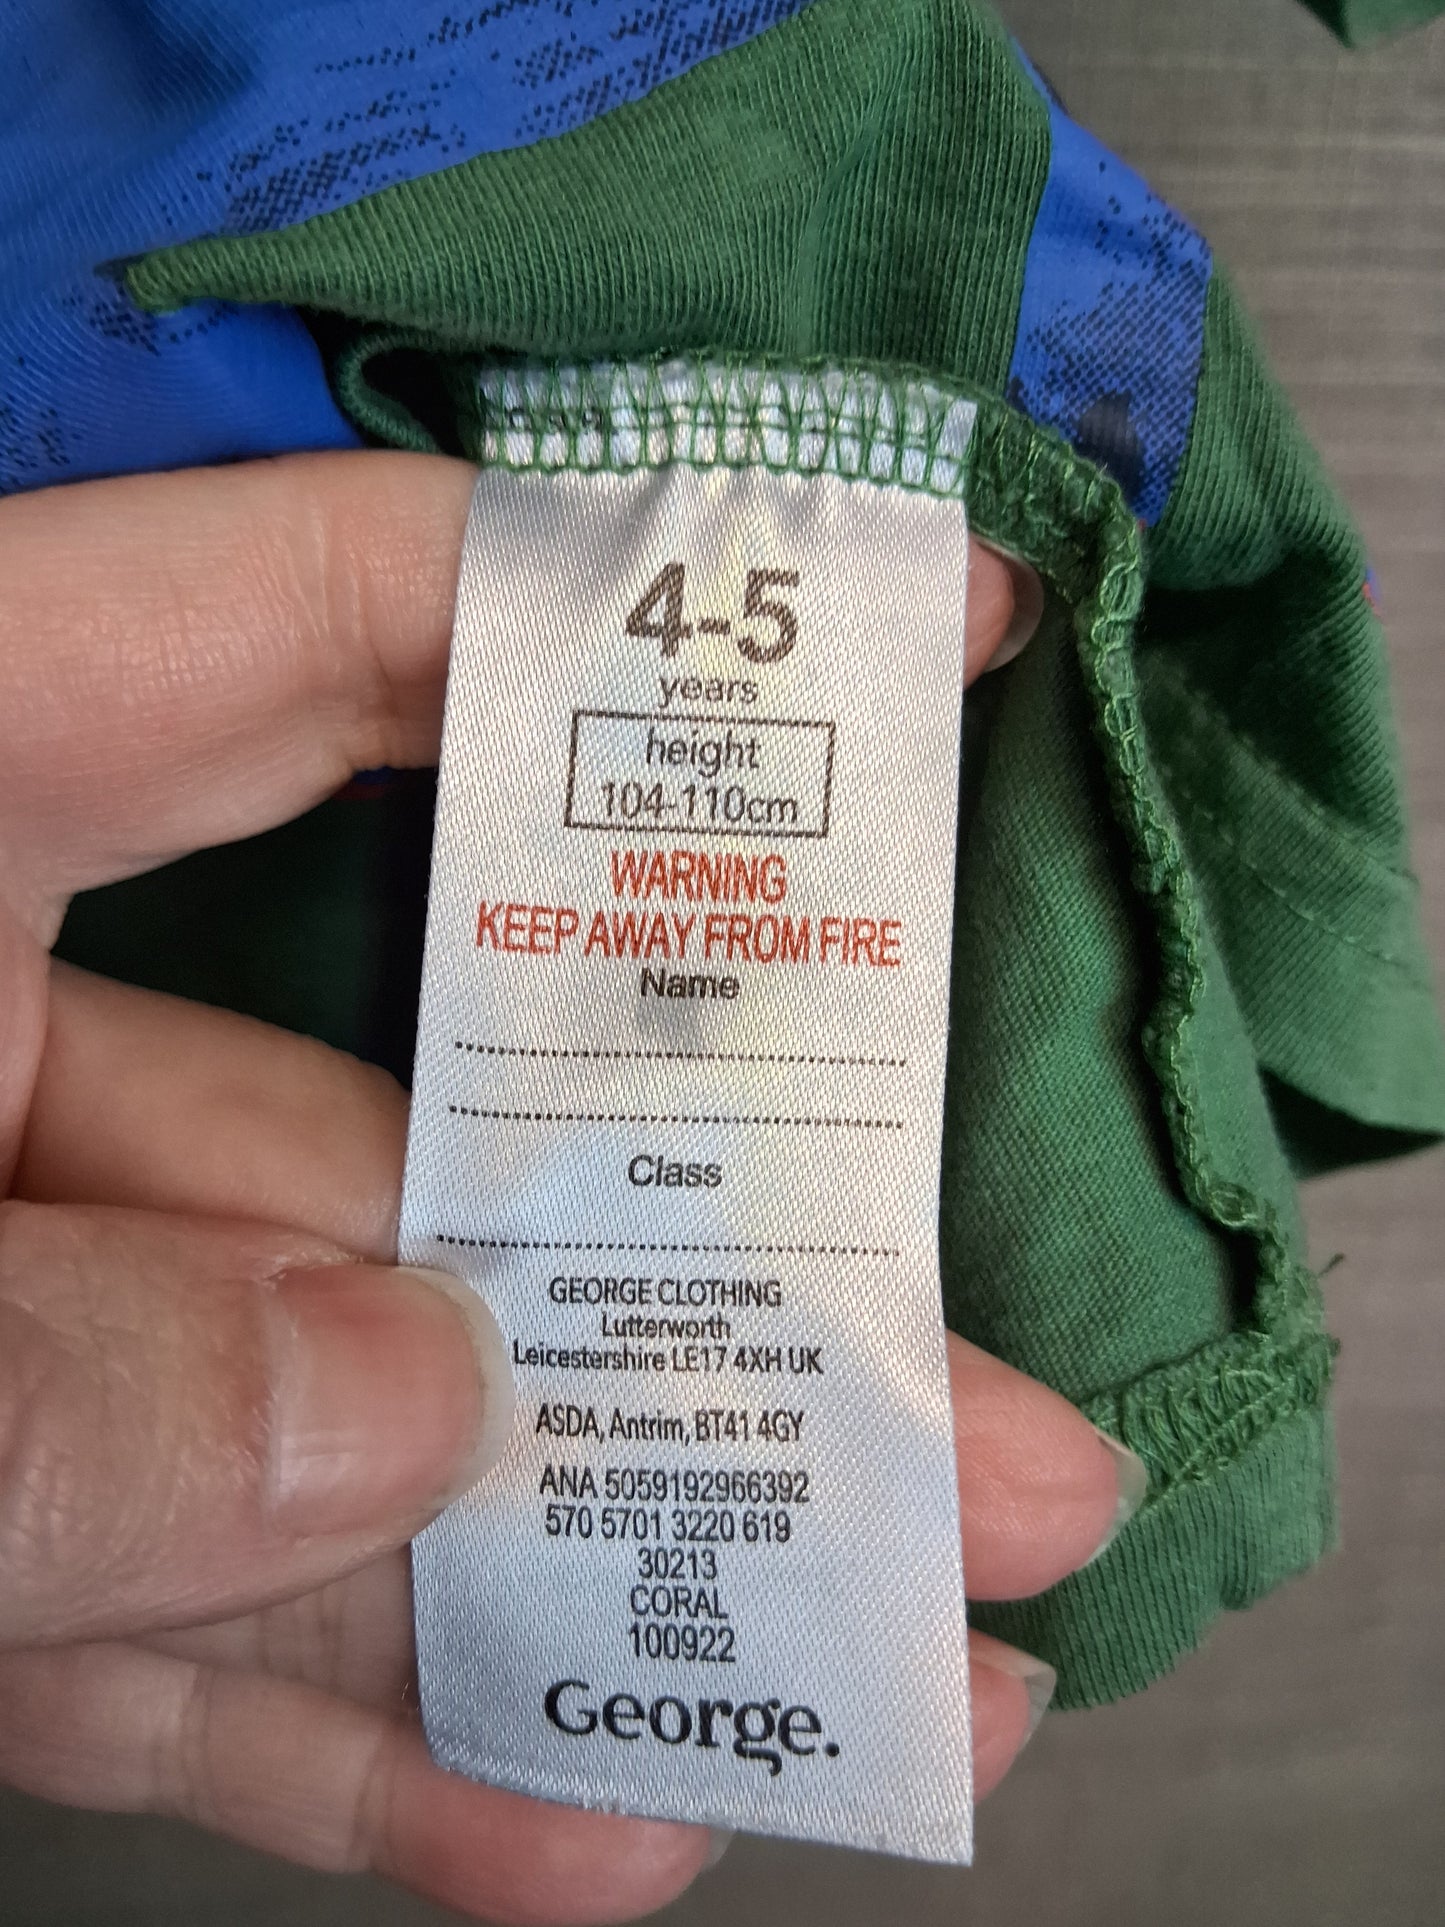 4-5
years
height
104-110cm
WARNING
KEEP AWAY FROM FIRE
Name
Class
GEORGE CLOTHING
Lutterworth
Leicestershire LE17 4XH UK
ASDA, Antrim, BT41 4GY
ANA 5059192966392
570 5701 3220 619
30213
CORAL
100922
George.